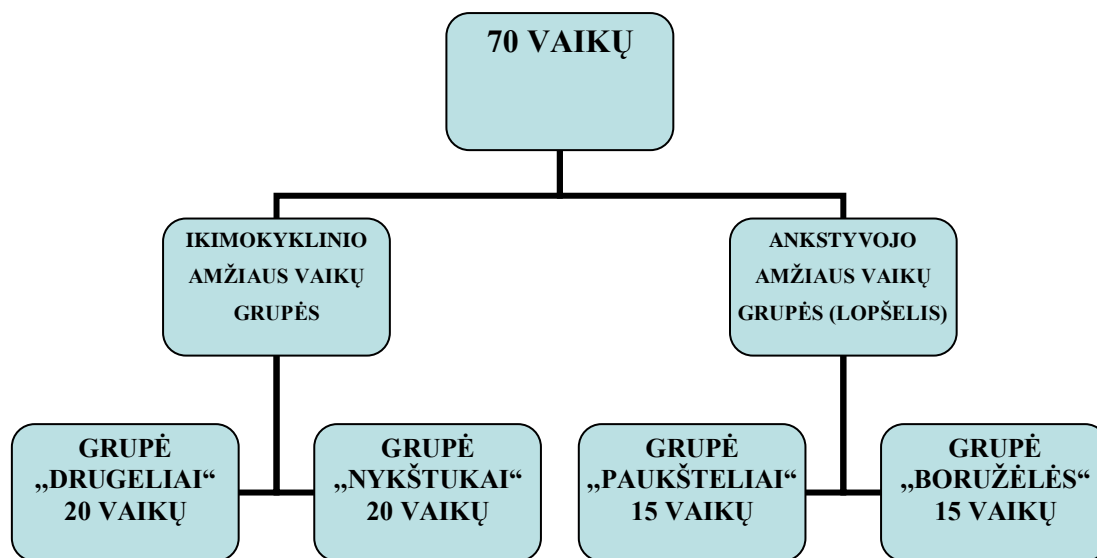 70 VAIKŲ
IKIMOKYKLINIO
AMŽIAUS VAIKŲ
GRUPĖS
ANKSTYVOJO
AMŽIAUS VAIKŲ
GRUPĖS (LOPŠELIS)
GRUPĖ
„DRUGELIAI“
20 VAIKŲ
GRUPĖ
„NYKŠTUKAI“
20 VAIKŲ
GRUPĖ
„PAUKŠTELIAI“
15 VAIKŲ
GRUPĖ
„BORUŽĖLĖS“
15 VAIKŲ